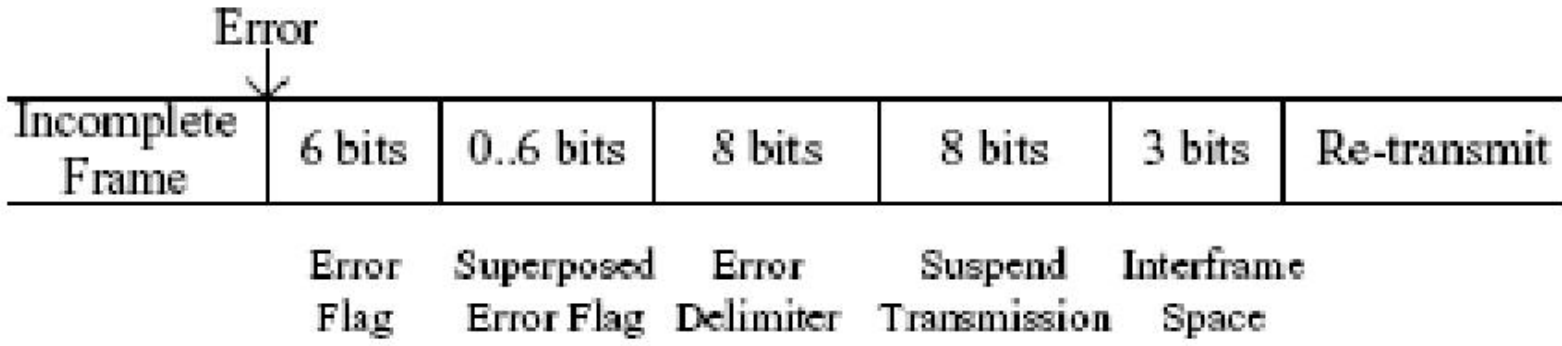 Error
Incomplete
Frame
6 bits
0..6 bits
8 bits
8 bits
3 bits
Re-transmit
Error
Flag
Superposed
Error Flag
Error
Delimiter
Suspend
Transmission
Interframe
Space